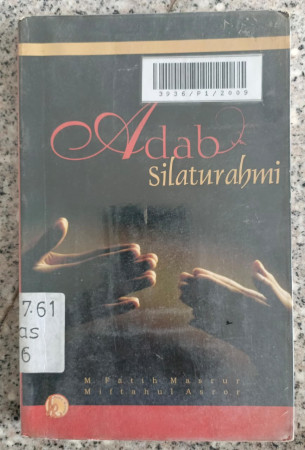 3936/P1/2009
Adab
Silaturahmi
7.61
as
6
M. Fatih Masrur
Miftahul Asror